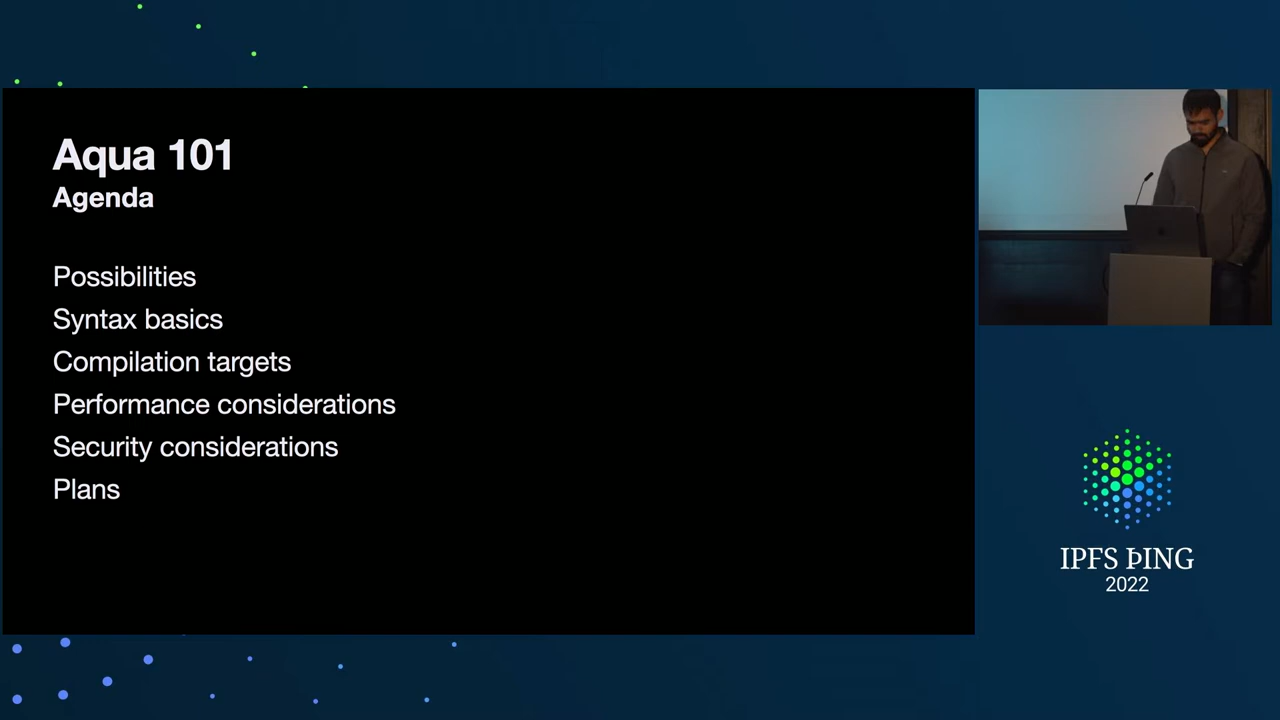 Aqua 101
Agenda
Possibilities
Syntax basics
Compilation targets
Performance considerations
Security considerations
Plans
IPFS ÞING
2022